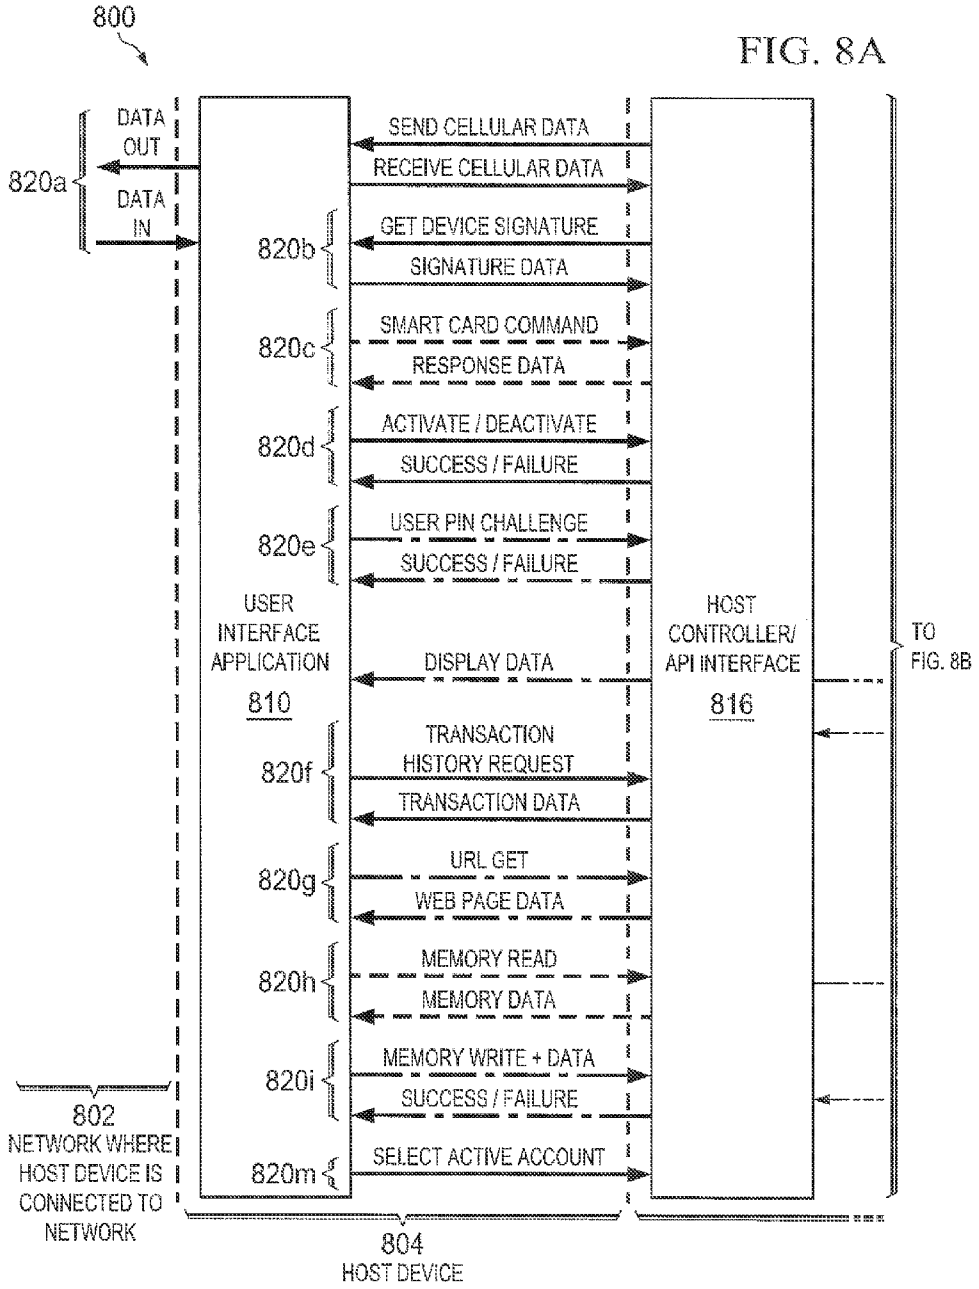 800
FIG. 8A
DATA
OUT
820a
DATA
IN
SEND CELLULAR DATA
RECEIVE CELLULAR DATA
820b
GET DEVICE SIGNATURE
SIGNATURE DATA
820c
SMART CARD COMMAND
RESPONSE DATA
820d
ACTIVATE / DEACTIVATE
SUCCESS / FAILURE
820e
USER PIN CHALLENGE
SUCCESS / FAILURE
USER
INTERFACE
APPLICATION
810
HOST
CONTROLLER/
API INTERFACE
816
TO
FIG. 8B
DISPLAY DATA
820f
TRANSACTION
HISTORY REQUEST
TRANSACTION DATA
820g
URL GET
WEB PAGE DATA
820h
MEMORY READ
MEMORY DATA
820i
MEMORY WRITE + DATA
SUCCESS / FAILURE
820m
SELECT ACTIVE ACCOUNT
802
NETWORK WHERE
HOST DEVICE IS
CONNECTED TO
NETWORK
804
HOST DEVICE